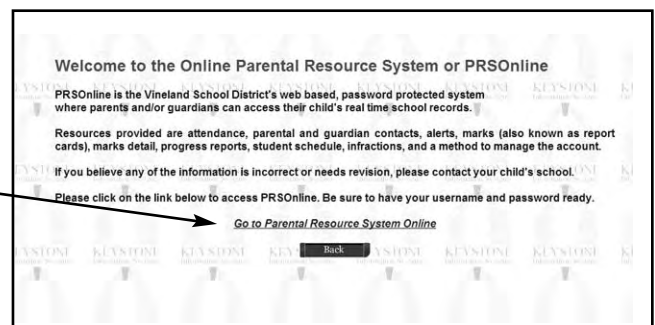 Welcome to the Online Parental Resource System or PRSOnline
PRSOnline is the Vineland School District's web based, password protected system
where parents and/or guardians can access their child's real time school records.
Resources provided are attendance, parental and guardian contacts, alerts, marks (also known as report
cards), marks detail, progress reports, student schedule, infractions, and a method to manage the account.
If you believe any of the information is incorrect or needs revision, please contact your child's school.
Please click on the link below to access PRSOnline. Be sure to have your username and password ready.
Go to Parental Resource System Online
Back